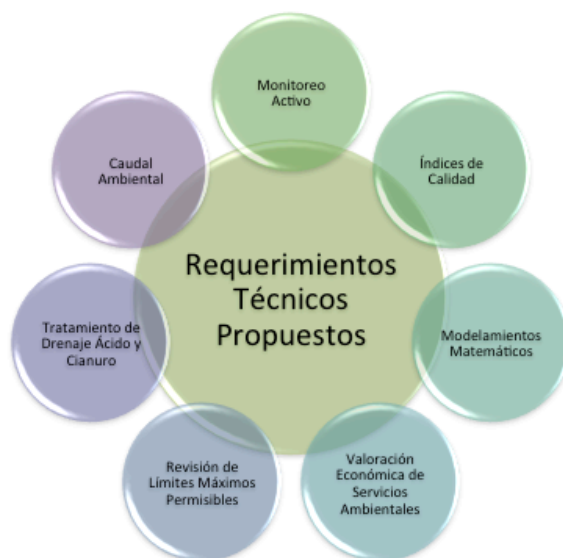 Monitoreo
Activo
Índices de
Calidad
Modelamientos
Matemáticos
Valoración
Económica de
Servicios
Ambientales
Revisión de
Límites Máximos
Permisibles
Tratamiento de
Drenaje Ácido y
Cianuro
Caudal
Ambiental
Requerimientos
Técnicos
Propuestos